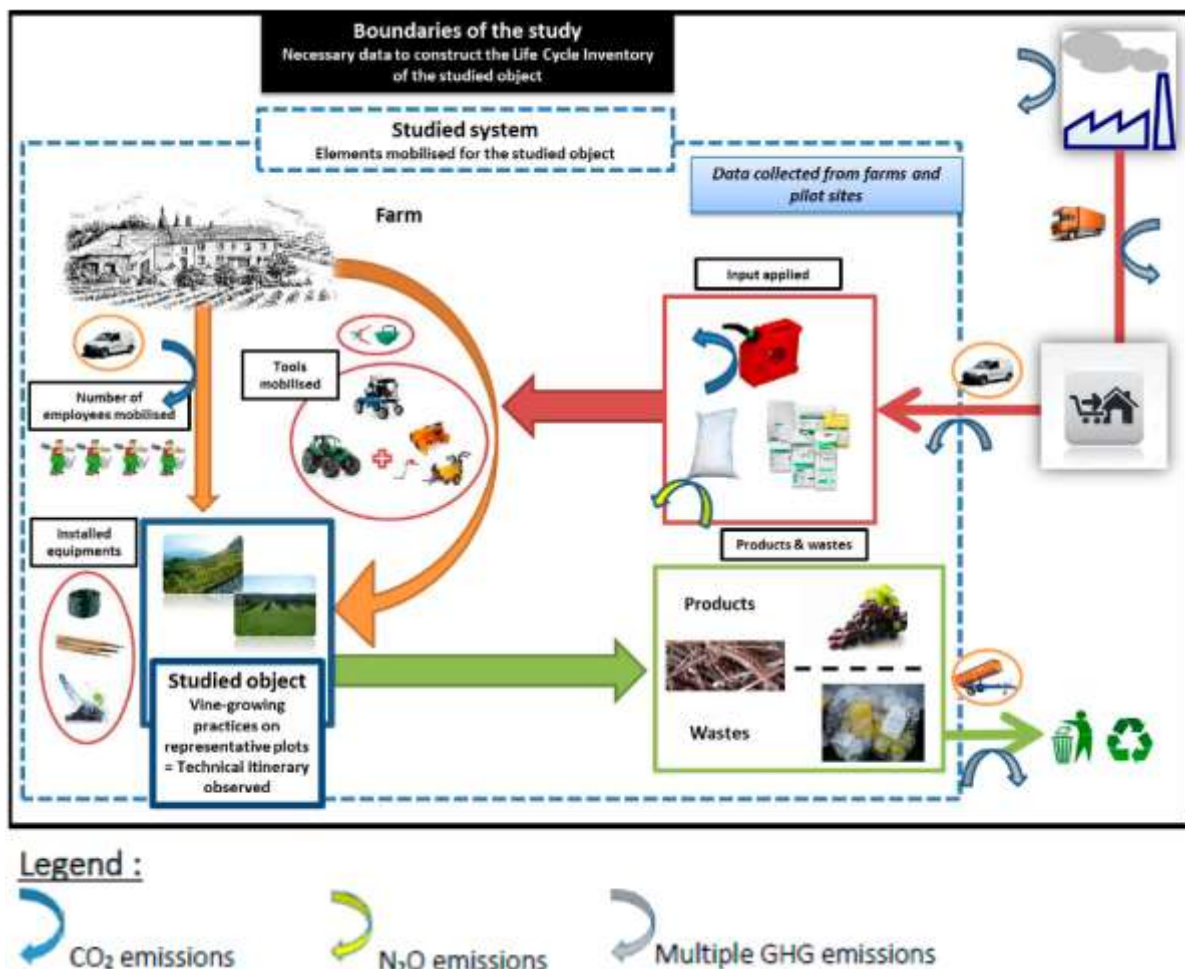 Boundaries of the study
Necessary data to construct the Life Cycle Inventory
of the studied object
Studied system
Elements mobilised for the studied object
Data collected from farms and
pilot sites
Farm
Input applied
Tools
mobilised
Number of
employees mobilised
Installed
equipments
Products & wastes
Products
Wastes
Studied object
Vine-growing
practices on
representative plots
= Technical itinerary
observed
Legend :
CO₂ emissions
N₂O emissions
Multiple GHG emissions